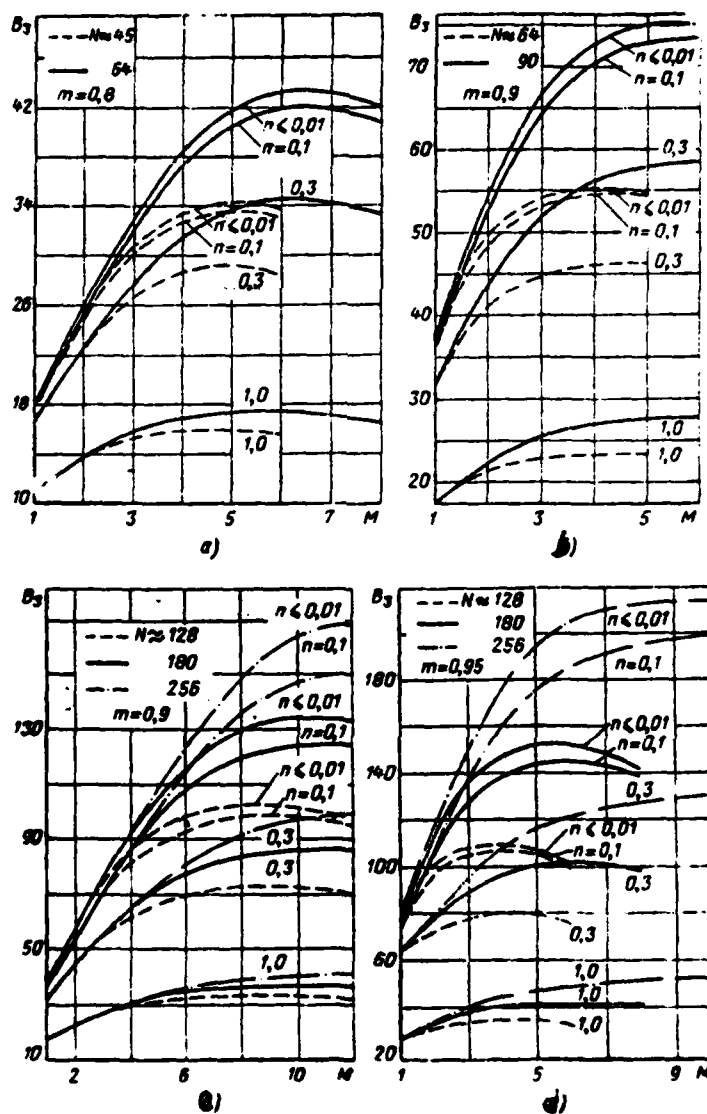 B₃
N≈45
64
m=0,8
42
34
26
18
10
n≤0,01
n=0,1
0,3
n≤0,01
n=0,1
0,3
1,0
1,0
1 3 5 7 M
a)
B₃
N≈64
90
m=0,9
70
60
50
40
30
20
n≤0,01
n=0,1
0,3
n≤0,01
n=0,1
0,3
1,0
1,0
1 3 5 M
b)
B₃
N≈128
180
256
m=0,9
130
90
50
10
n≤0,01
n=0,1
n≤0,01
n=0,1
n≤0,01
n=0,1
0,3
0,3
1,0
2 6 10 M
B₃
N≈128
180
256
m=0,95
180
140
100
60
20
n≤0,01
n=0,1
n≤0,01
n=0,1
0,3
n≤0,01
n=0,1
0,3
0,3
1,0
1,0
1,0
1 5 9 M
d)